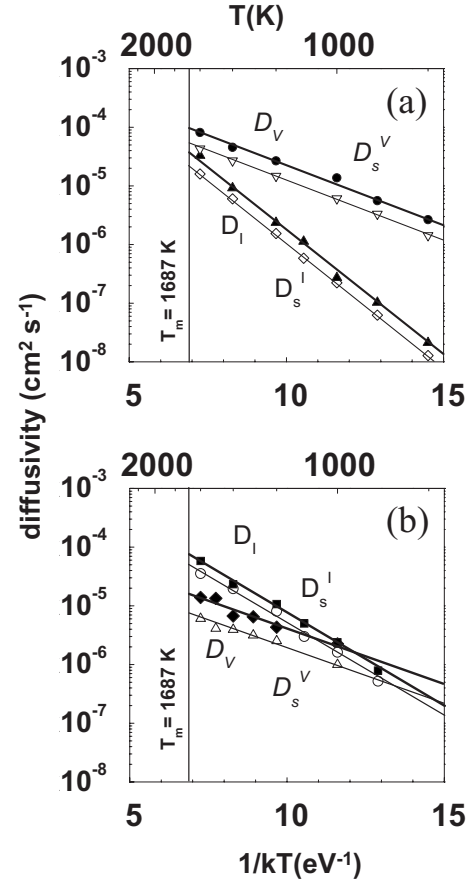 T(K)
2000 1000
10⁻³
(a)
D_V
10⁻⁴
D_s^V
10⁻⁵
D_I
10⁻⁶
D_s^I
10⁻⁷
T_m = 1687 K
10⁻⁸
5 10 15
diffusivity (cm² s⁻¹)
2000 1000
10⁻³
(b)
D_I
10⁻⁴
D_s^I
10⁻⁵
D_V
10⁻⁶
D_s^V
10⁻⁷
T_m = 1687 K
10⁻⁸
5 10 15
1/kT(eV⁻¹)